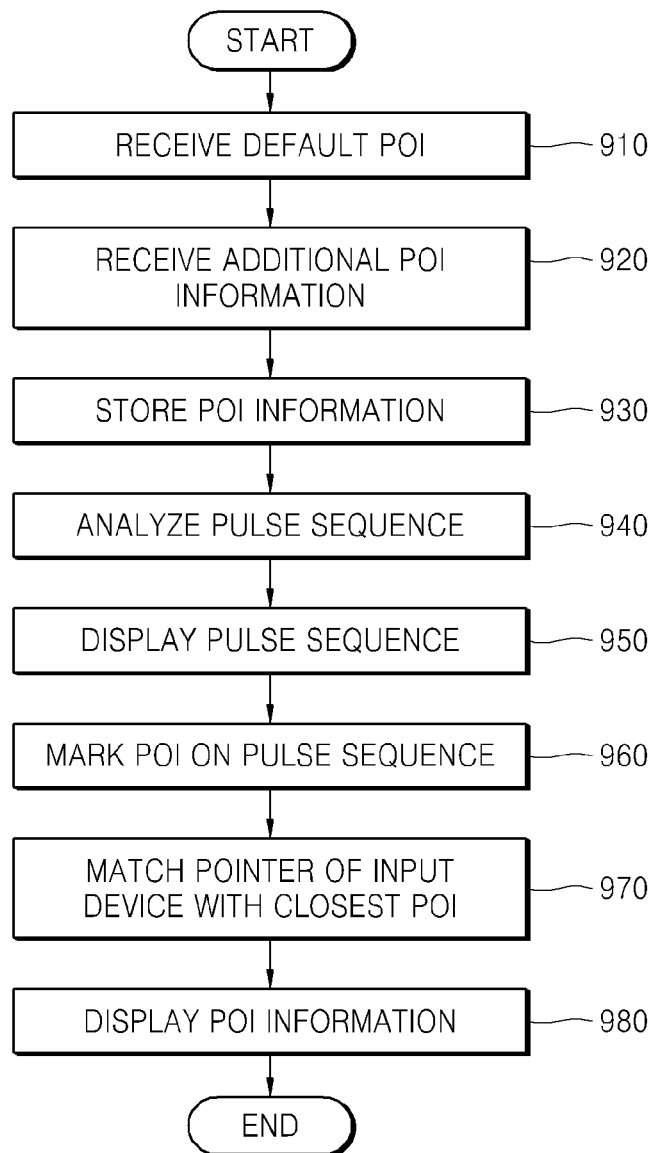 START
RECEIVE DEFAULT POI
910
RECEIVE ADDITIONAL POI
INFORMATION
920
STORE POI INFORMATION
930
ANALYZE PULSE SEQUENCE
940
DISPLAY PULSE SEQUENCE
950
MARK POI ON PULSE SEQUENCE
960
MATCH POINTER OF INPUT
DEVICE WITH CLOSEST POI
970
DISPLAY POI INFORMATION
980
END